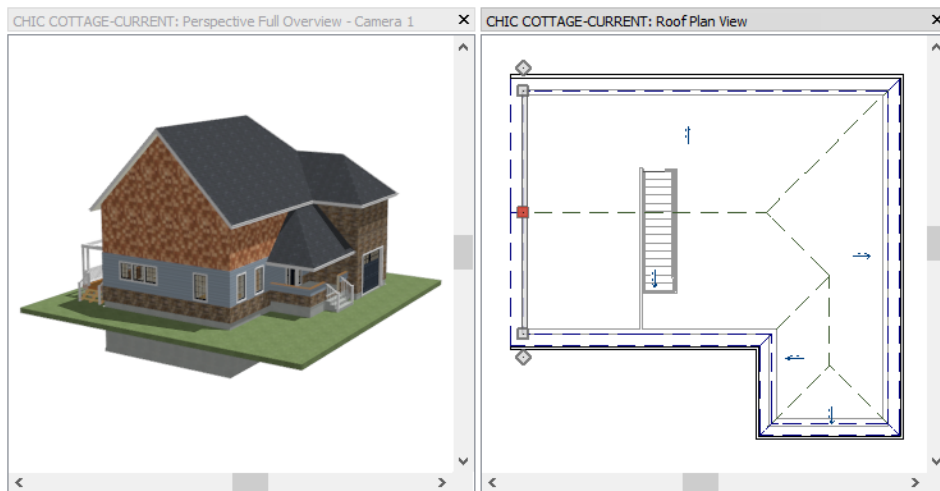 CHIC COTTAGE-CURRENT: Perspective Full Overview - Camera 1
CHIC COTTAGE-CURRENT: Roof Plan View